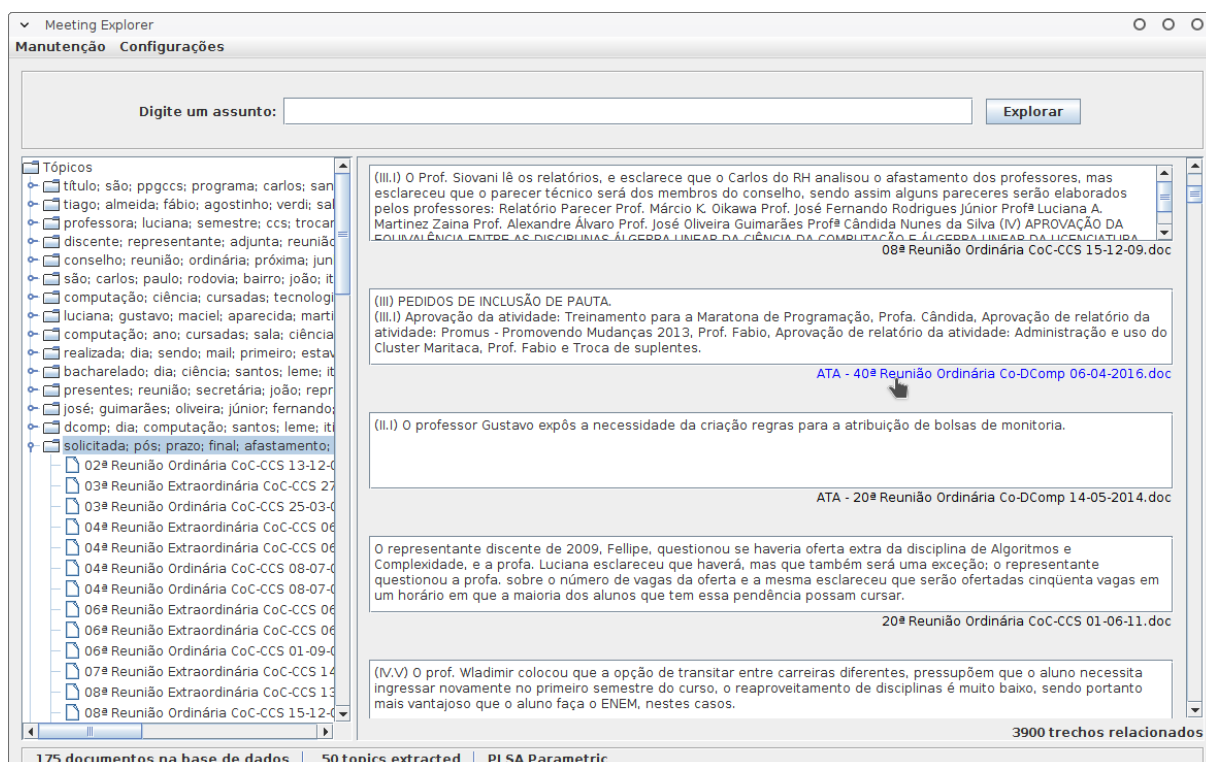 Meeting Explorer
Manutenção Configurações
Digite um assunto:
Explorar
Tópicos
título; são; ppgccs; programa; carlos; san
tiago; almeida; fábio; agostinho; verdi; sal
professora; luciana; semestre; ccs; trocar
discente; representante; adjunta; reunião
conselho; reunião; ordinária; próxima; jun
são; carlos; paulo; rodovia; bairro; joão; it
computação; ciência; cursadas; tecnologi
luciana; gustavo; maciel; aparecida; marti
computação; ano; cursadas; sala; ciência
realizada; dia; sendo; mail; primeiro; estav
bacharelado; dia; ciência; santos; leme; it
presentes; reunião; secretária; joão; repr
josé; guimarães; oliveira; júnior; fernando;
dcomp; dia; computação; santos; leme; iti
solicitada; pós; prazo; final; afastamento;
02ª Reunião Ordinária CoC-CCS 13-12-0
03ª Reunião Extraordinária CoC-CCS 27
03ª Reunião Ordinária CoC-CCS 25-03-0
04ª Reunião Extraordinária CoC-CCS 06
04ª Reunião Extraordinária CoC-CCS 06
04ª Reunião Ordinária CoC-CCS 08-07-0
04ª Reunião Ordinária CoC-CCS 08-07-0
06ª Reunião Extraordinária CoC-CCS 06
06ª Reunião Extraordinária CoC-CCS 06
06ª Reunião Ordinária CoC-CCS 01-09-0
07ª Reunião Extraordinária CoC-CCS 14
08ª Reunião Extraordinária CoC-CCS 13
08ª Reunião Ordinária CoC-CCS 15-12-0
(III.I) O Prof. Siovani lê os relatórios, e esclarece que o Carlos do RH analisou o afastamento dos professores, mas
esclareceu que o parecer técnico será dos membros do conselho, sendo assim alguns pareceres serão elaborados
pelos professores: Relatório Parecer Prof. Márcio K. Oikawa Prof. José Fernando Rodrigues Júnior Profª Luciana A.
Martinez Zaina Prof. Alexandre Álvaro Prof. José Oliveira Guimarães Profª Cândida Nunes da Silva (IV) APROVAÇÃO DA
EQUIVALÊNCIA ENTRE AS DISCIPLINAS ÁLGEBRA LINEAR DA CIÊNCIA DA COMPUTAÇÃO E ÁLGEBRA LINEAR DA LICENCIATURA
08ª Reunião Ordinária CoC-CCS 15-12-09.doc
(III) PEDIDOS DE INCLUSÃO DE PAUTA.
(III.I) Aprovação da atividade: Treinamento para a Maratona de Programação, Profa. Cândida, Aprovação de relatório da
atividade: Promus - Promovendo Mudanças 2013, Prof. Fabio, Aprovação de relatório da atividade: Administração e uso do
Cluster Maritaca, Prof. Fabio e Troca de suplentes.
ATA - 40ª Reunião Ordinária Co-DComp 06-04-2016.doc
(II.I) O professor Gustavo expôs a necessidade da criação regras para a atribuição de bolsas de monitoria.
ATA - 20ª Reunião Ordinária Co-DComp 14-05-2014.doc
O representante discente de 2009, Fellipe, questionou se haveria oferta extra da disciplina de Algoritmos e
Complexidade, e a profa. Luciana esclareceu que haverá, mas que também será uma exceção; o representante
questionou a profa. sobre o número de vagas da oferta e a mesma esclareceu que serão ofertadas cinqüenta vagas em
um horário em que a maioria dos alunos que tem essa pendência possam cursar.
20ª Reunião Ordinária CoC-CCS 01-06-11.doc
(IV.V) O prof. Wladimir colocou que a opção de transitar entre carreiras diferentes, pressupõem que o aluno necessita
ingressar novamente no primeiro semestre do curso, o reaproveitamento de disciplinas é muito baixo, sendo portanto
mais vantajoso que o aluno faça o ENEM, nestes casos.
3900 trechos relacionados
175 documentos na base de dados 50 topics extracted PLSA Parametric